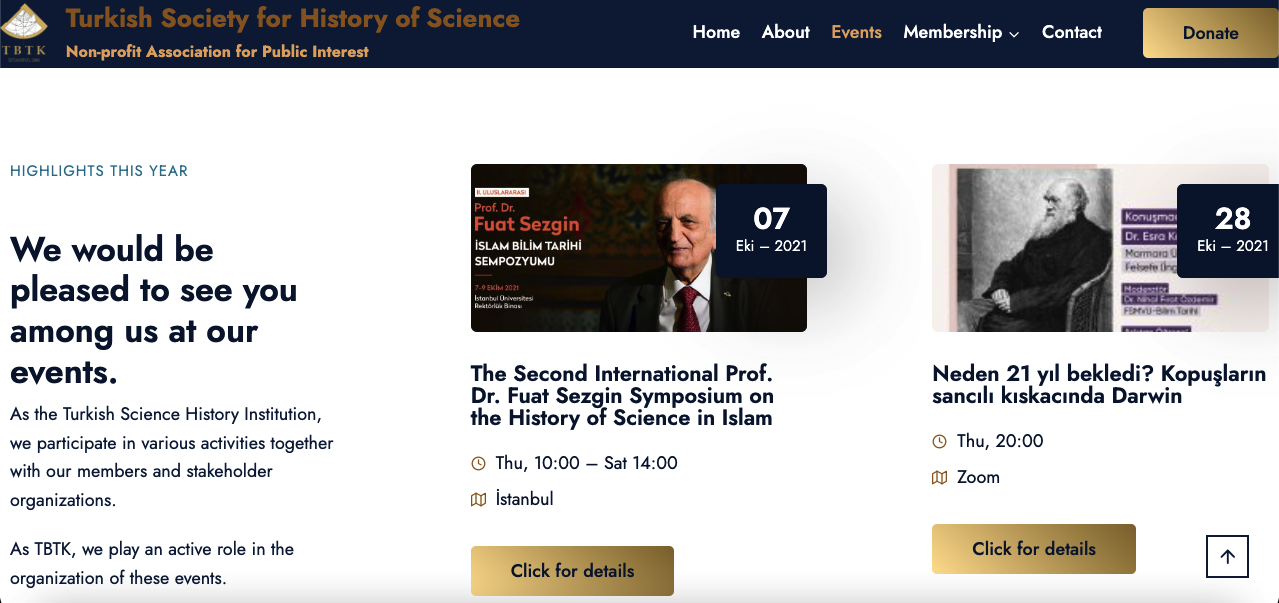 Turkish Society for History of Science
Non-profit Association for Public Interest
TBTK
Home
About
Events
Membership
Contact
Donate
HIGHLIGHTS THIS YEAR
We would be
pleased to see you
among us at our
events.
As the Turkish Science History Institution,
we participate in various activities together
with our members and stakeholder
organizations.
As TBTK, we play an active role in the
organization of these events.
II. ULUSLARARASI
Prof. Dr.
Fuat Sezgin
İSLAM BİLİM TARİHİ
SEMPOZYUMU
7-9 EKİM 2021
İstanbul Üniversitesi
Rektörlük Binası
07
Eki – 2021
The Second International Prof.
Dr. Fuat Sezgin Symposium on
the History of Science in Islam
Thu, 10:00 – Sat 14:00
İstanbul
Click for details
Dr. Esra
Marmara
Felsefe
Moderatör
Dr. Nihal Fırat Özdemir
FSMVÜ-Bilim Tarihi
28
Eki – 2021
Neden 21 yıl bekledi? Kopuşların
sancılı kıskacında Darwin
Thu, 20:00
Zoom
Click for details